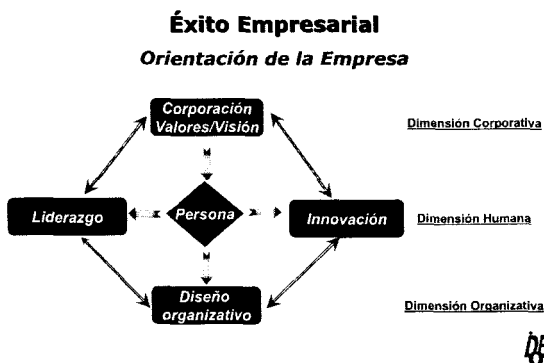 Éxito Empresarial
Orientación de la Empresa
Corporación
Valores/Visión
Dimensión Corporativa
Liderazgo
Persona
Innovación
Dimensión Humana
Diseño
organizativo
Dimensión Organizativa